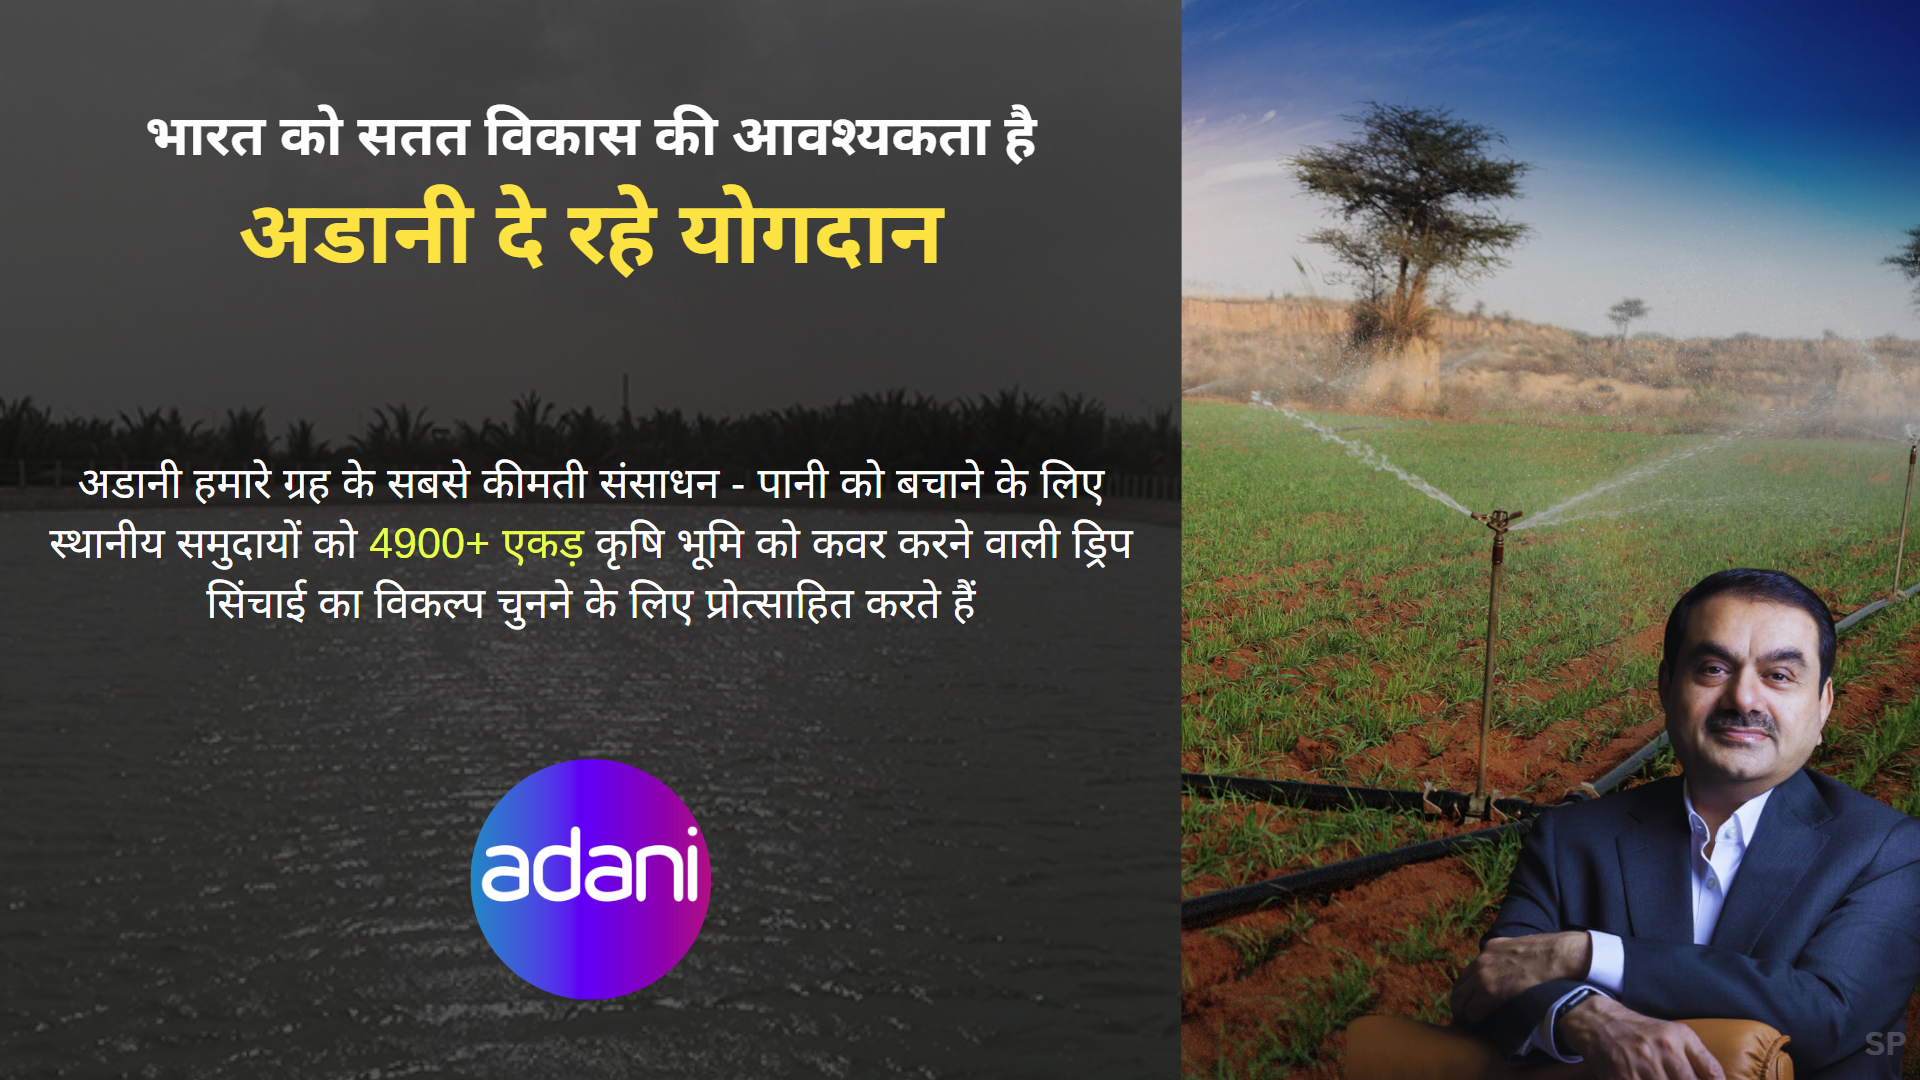 भारत को सतत विकास की आवश्यकता है
अडानी दे रहे योगदान
अडानी हमारे ग्रह के सबसे कीमती संसाधन - पानी को बचाने के लिए
स्थानीय समुदायों को 4900+ एकड़ कृषि भूमि को कवर करने वाली ड्रिप
सिंचाई का विकल्प चुनने के लिए प्रोत्साहित करते हैं
adani
SP